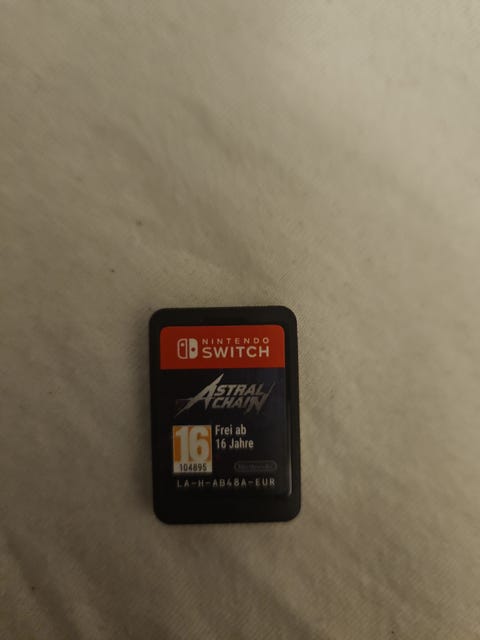 NINTENDO
SWITCH
ASTRAL
CHAIN
16
Frei ab
16 Jahre
104895
Nintendo
LA-H-AB48A-EUR